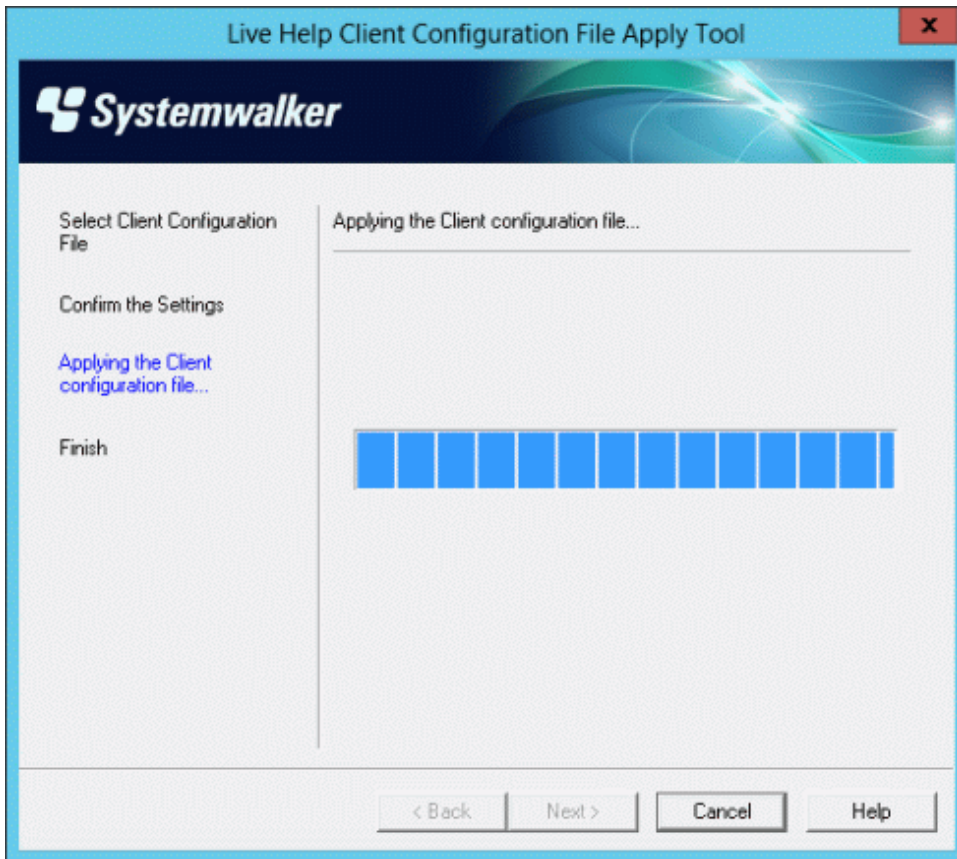 Live Help Client Configuration File Apply Tool
x
Systemwalker
Select Client Configuration
File
Applying the Client configuration file...
Confirm the Settings
Applying the Client
configuration file...
Finish
< Back
Next >
Cancel
Help